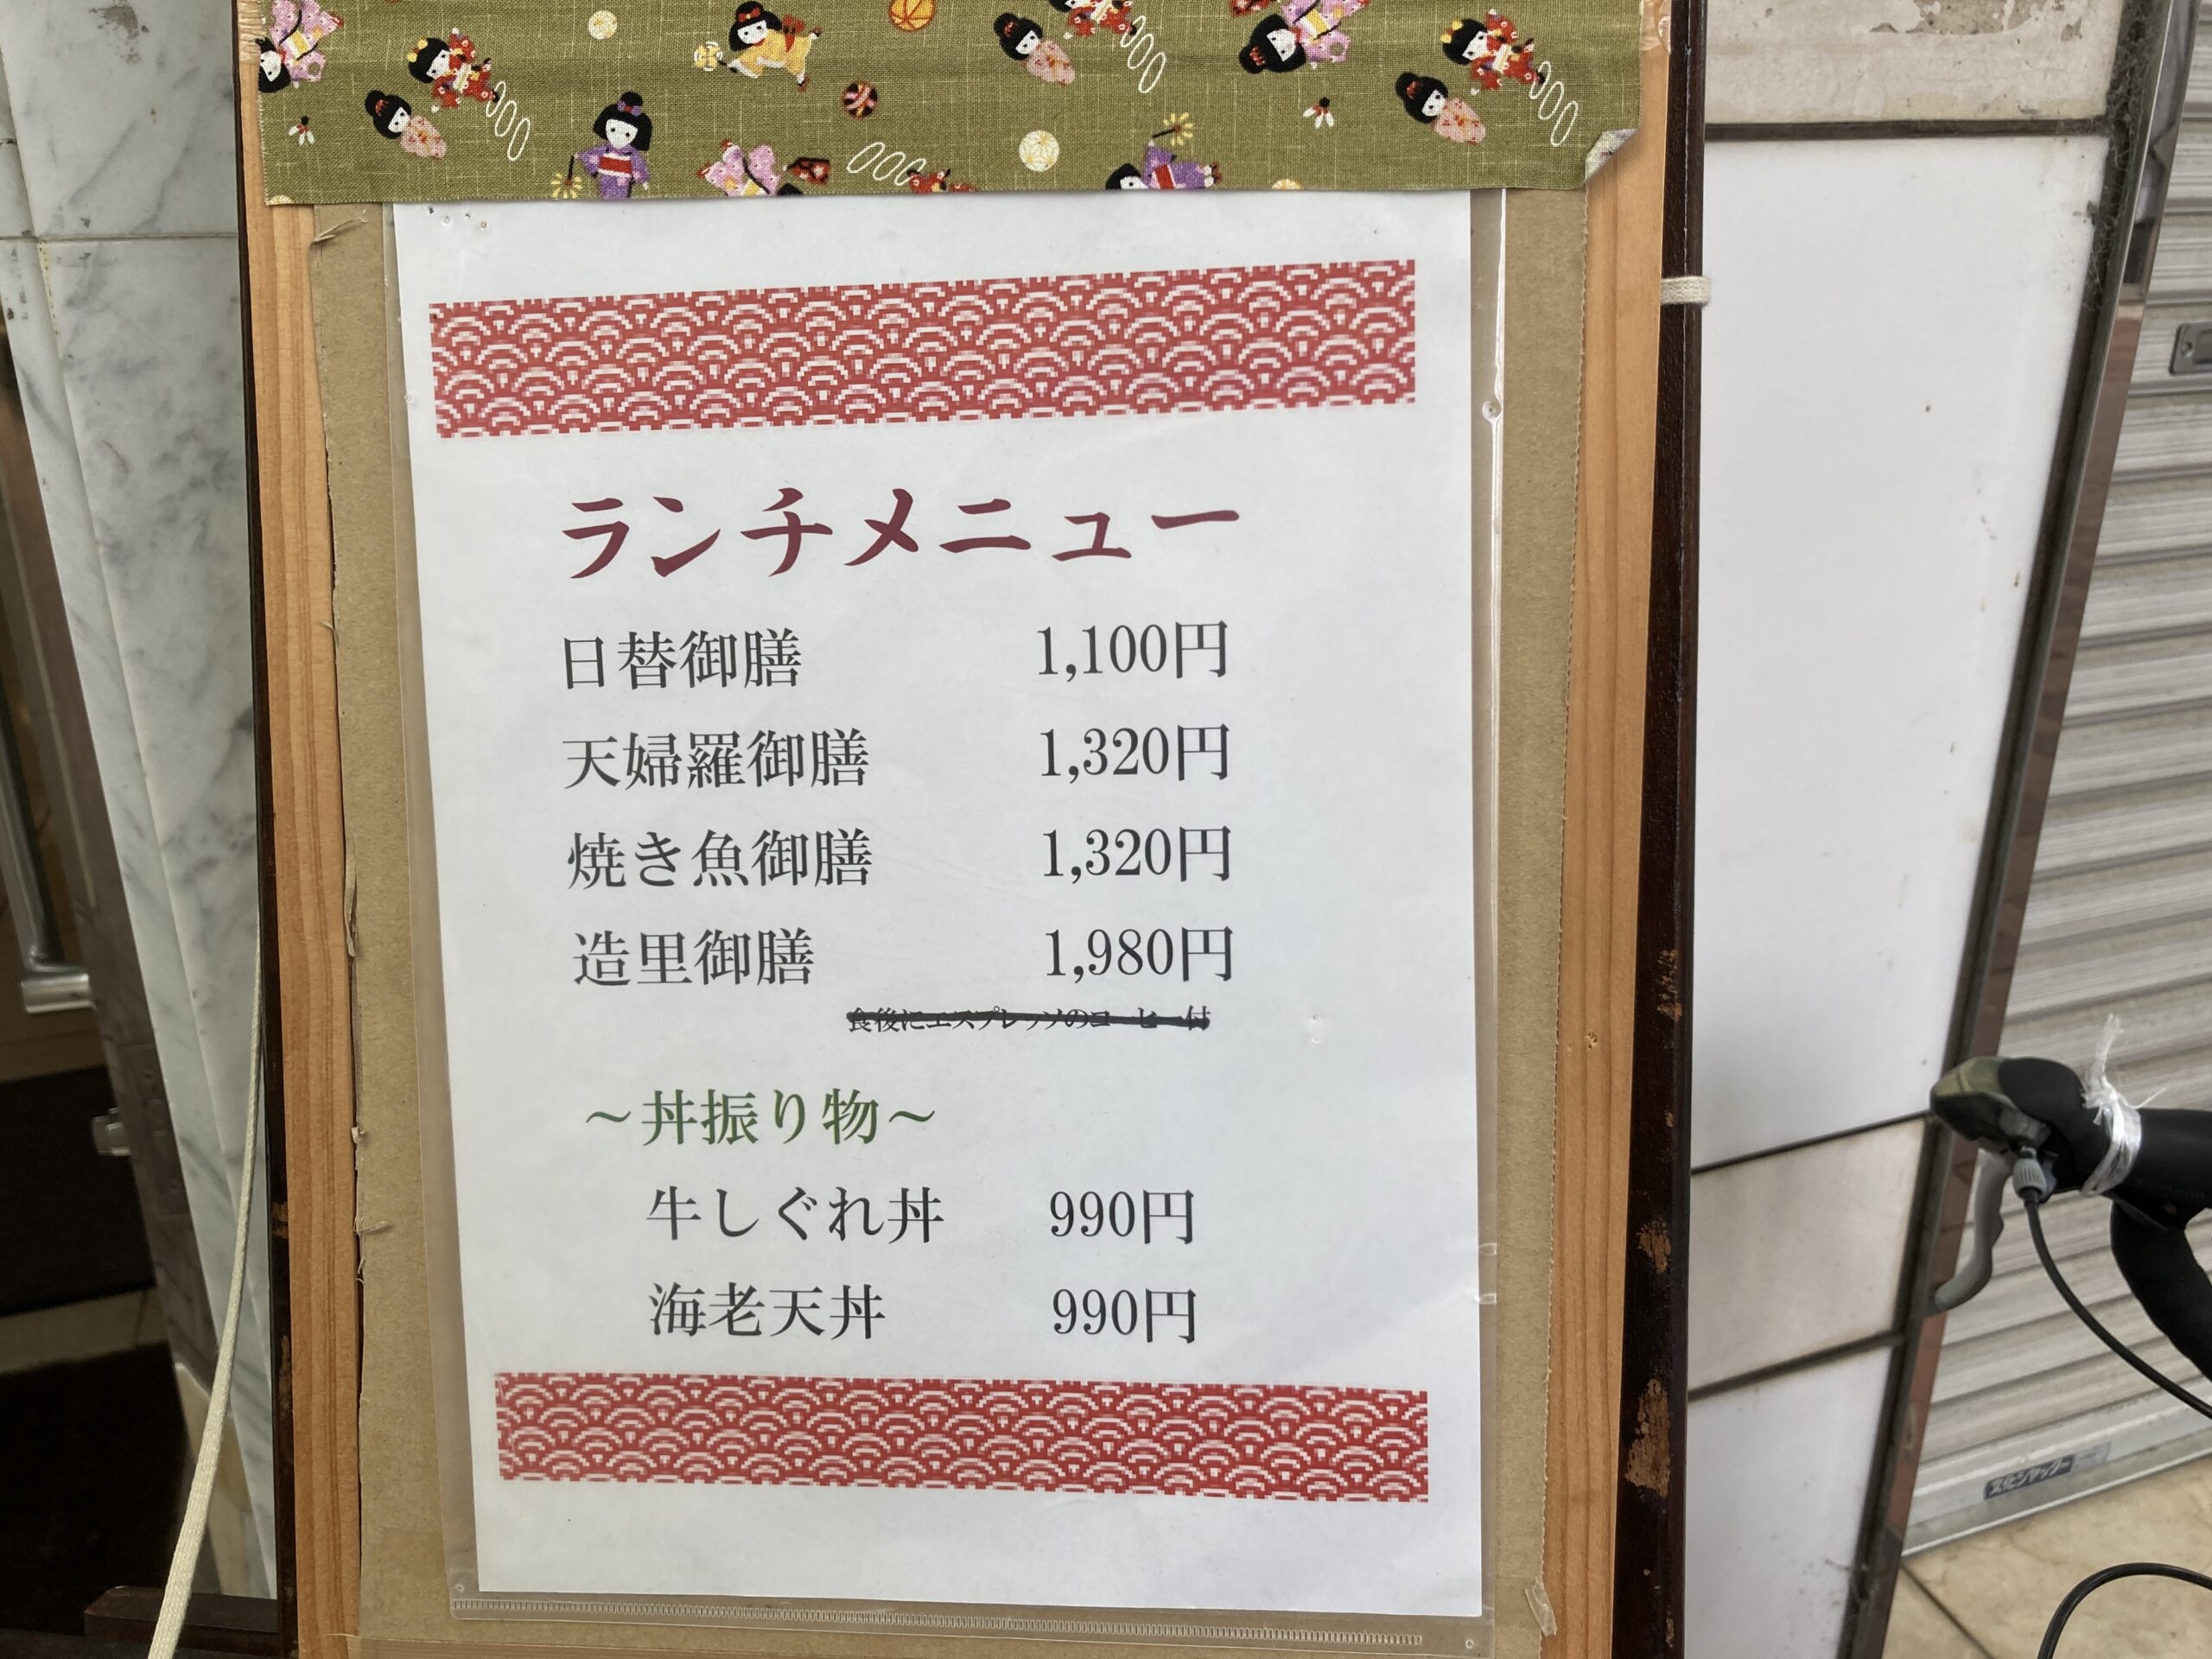 ランチメニュー
日替御膳 1,100円
天婦羅御膳 1,320円
焼き魚御膳 1,320円
造里御膳 1,980円
食後にエスプレッソのコーヒー付
～丼振り物～
牛しぐれ丼 990円
海老天丼 990円